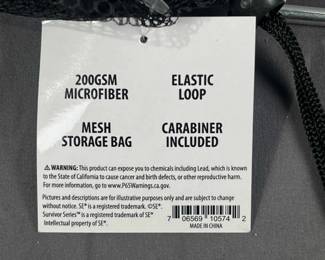 200GSM
MICROFIBER
ELASTIC
LOOP
MESH
STORAGE BAG
CARABINER
INCLUDED
⚠ WARNING: This product can expose you to chemicals including Lead, which is known
to the State of California to cause cancer and birth defects, or other reproductive harm.
For more information, go to www.P65Warnings.ca.gov.
Pictures and descriptions are for illustrative purposes only and are subject to change
without notice. SE® is a registered trademark. ©SE®.
Survivor Series™ is a registered trademark of SE®
Intellectual property of SE®.
7 06569 10574 2
MADE IN CHINA